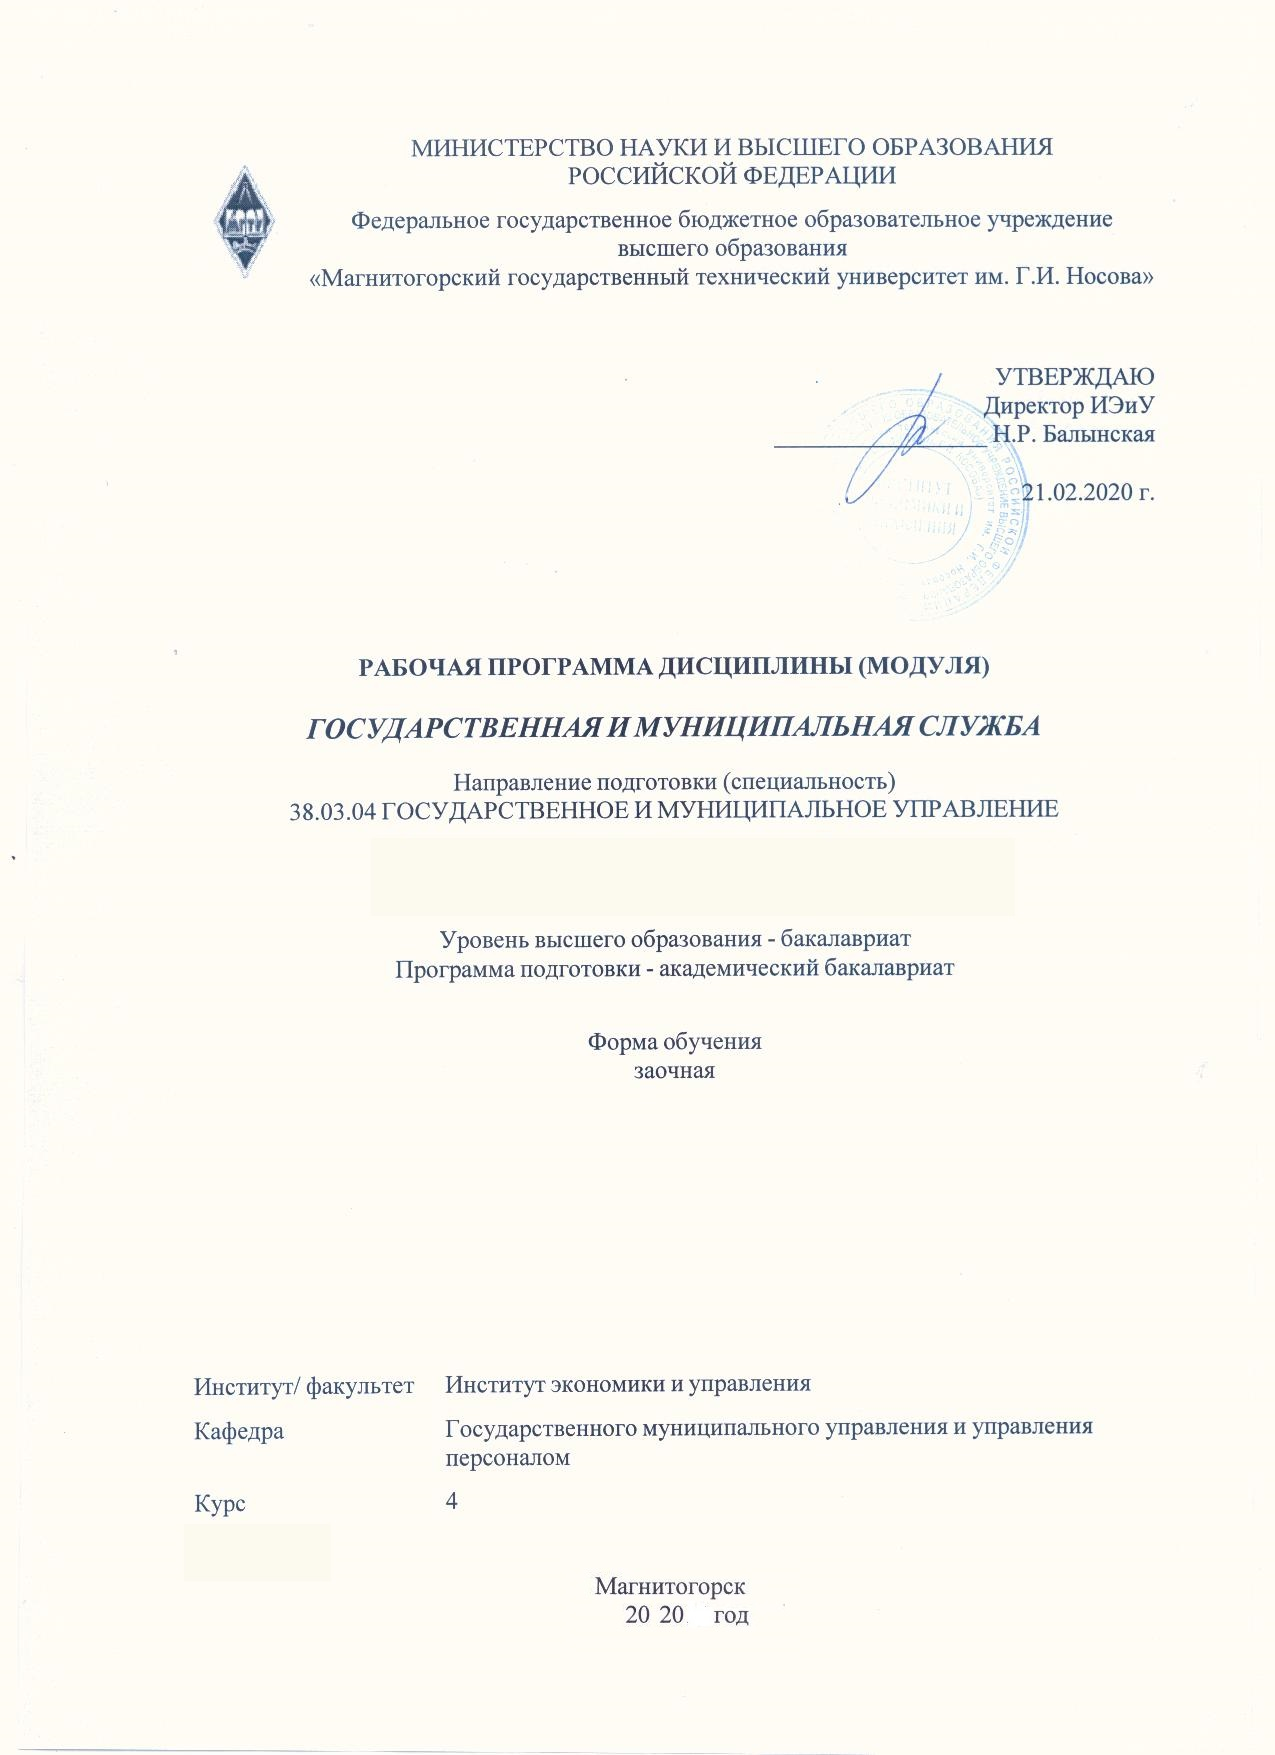 МИНИСТЕРСТВО НАУКИ И ВЫСШЕГО ОБРАЗОВАНИЯ
РОССИЙСКОЙ ФЕДЕРАЦИИ
Федеральное государственное бюджетное образовательное учреждение
высшего образования
«Магнитогорский государственный технический университет им. Г.И. Носова»
УТВЕРЖДАЮ
Директор ИЭиУ
Н.Р. Балынская
21.02.2020 г.
РАБОЧАЯ ПРОГРАММА ДИСЦИПЛИНЫ (МОДУЛЯ)
ГОСУДАРСТВЕННАЯ И МУНИЦИПАЛЬНАЯ СЛУЖБА
Направление подготовки (специальность)
38.03.04 ГОСУДАРСТВЕННОЕ И МУНИЦИПАЛЬНОЕ УПРАВЛЕНИЕ
Уровень высшего образования - бакалавриат
Программа подготовки - академический бакалавриат
Форма обучения
заочная
Институт/ факультет Институт экономики и управления
Кафедра Государственного муниципального управления и управления
персоналом
Курс 4
Магнитогорск
20 20 год